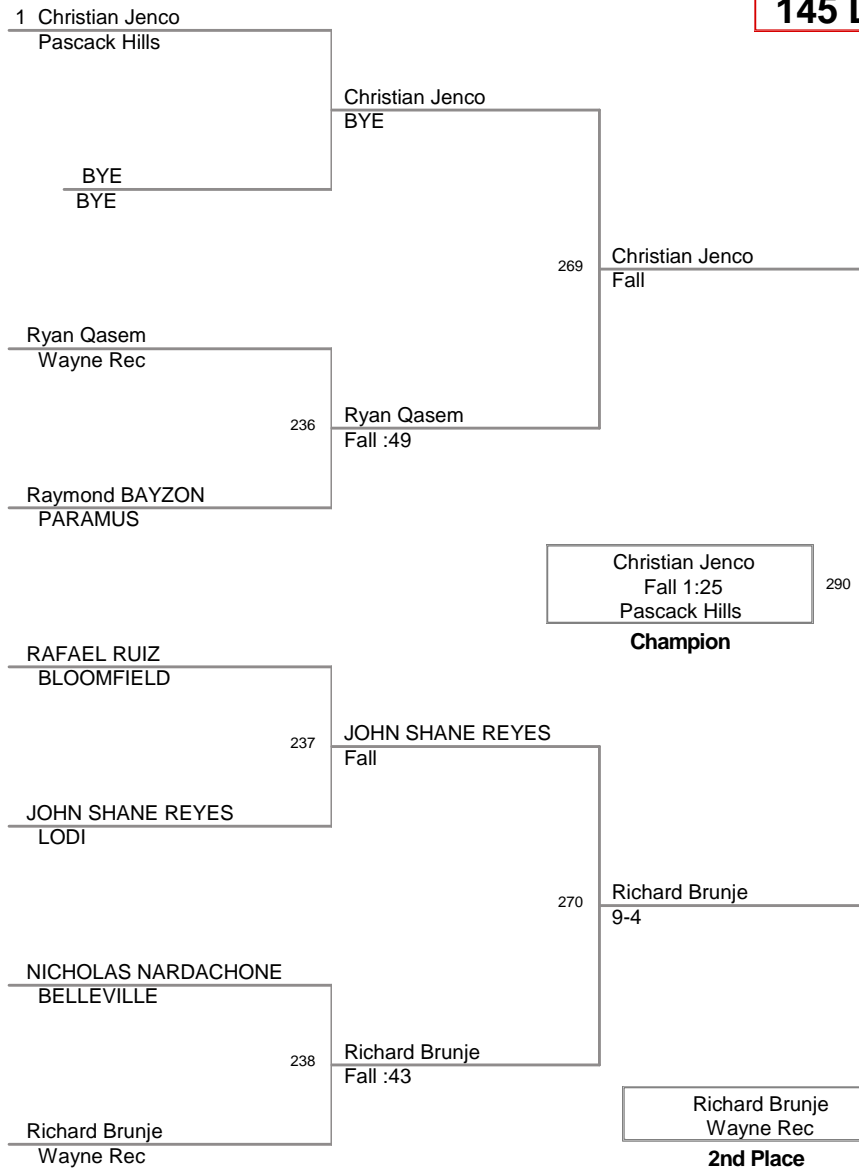 145 L
1 Christian Jenco
Pascack Hills
Christian Jenco
BYE
BYE
BYE
269
Christian Jenco
Fall
Ryan Qasem
Wayne Rec
236
Ryan Qasem
Fall :49
Raymond BAYZON
PARAMUS
Christian Jenco
Fall 1:25
Pascack Hills
290
Champion
RAFAEL RUIZ
BLOOMFIELD
237
JOHN SHANE REYES
Fall
JOHN SHANE REYES
LODI
270
Richard Brunje
9-4
NICHOLAS NARDACHONE
BELLEVILLE
238
Richard Brunje
Fall :43
Richard Brunje
Wayne Rec
2nd Place
Richard Brunje
Wayne Rec